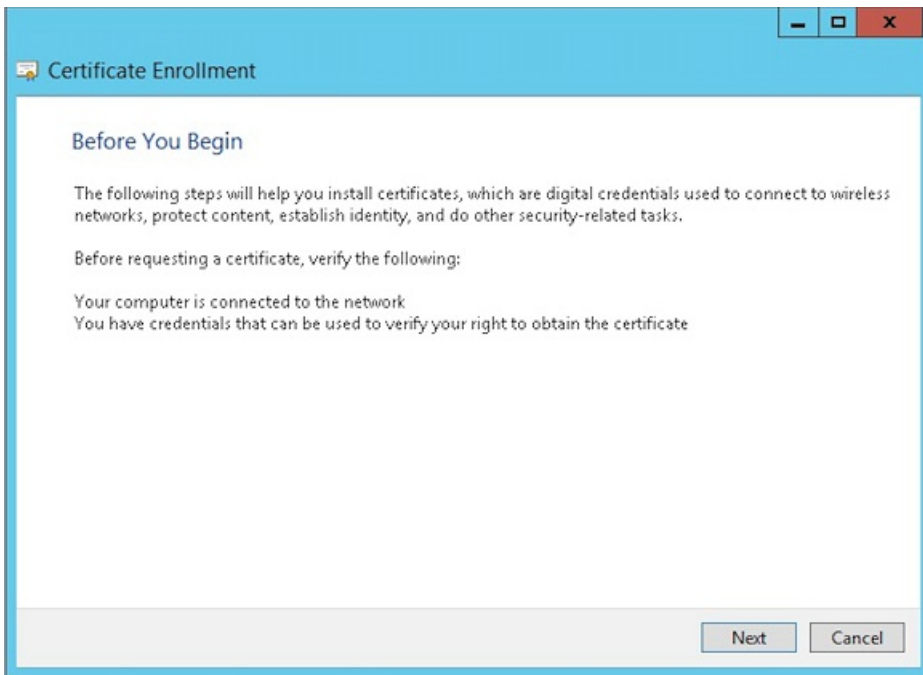 Certificate Enrollment
Before You Begin
The following steps will help you install certificates, which are digital credentials used to connect to wireless
networks, protect content, establish identity, and do other security-related tasks.
Before requesting a certificate, verify the following:
Your computer is connected to the network
You have credentials that can be used to verify your right to obtain the certificate
Next Cancel